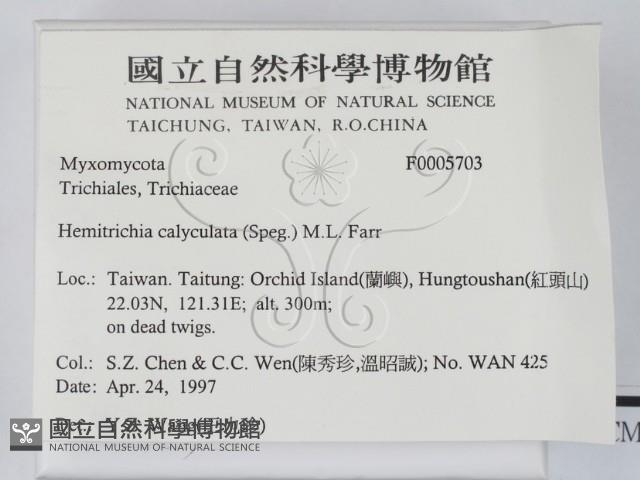 國立自然科學博物館
NATIONAL MUSEUM OF NATURAL SCIENCE
TAICHUNG, TAIWAN, R.O.CHINA
Myxomycota F0005703
Trichiales, Trichiaceae
Hemitrichia calyculata (Speg.) M.L. Farr
Loc.: Taiwan. Taitung: Orchid Island(蘭嶼), Hungtoushan(紅頭山)
22.03N, 121.31E; alt. 300m;
on dead twigs.
Col.: S.Z. Chen & C.C. Wen(陳秀珍,溫昭誠); No. WAN 425
Date: Apr. 24, 1997
國立自然科學博物館
NATIONAL MUSEUM OF NATURAL SCIENCE